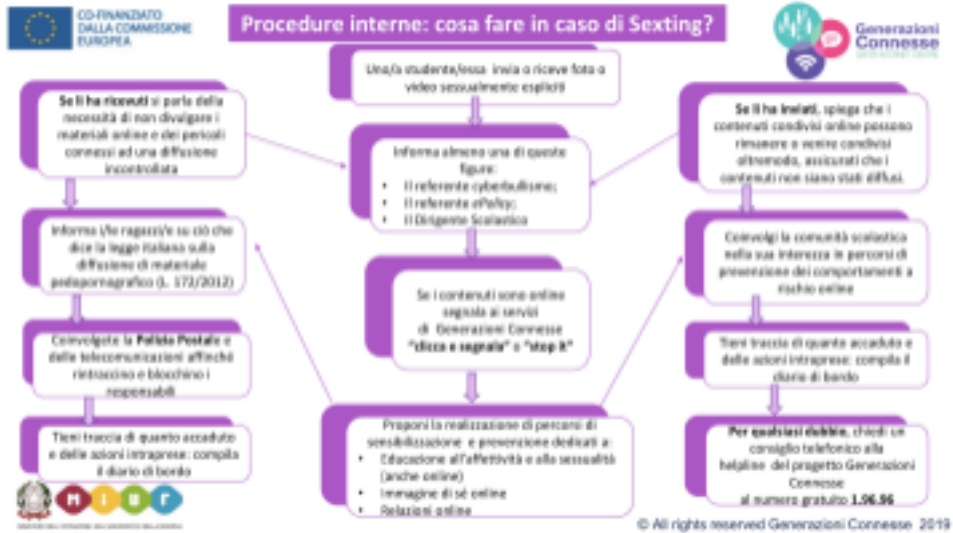 CO-FINANZIATO
DALLA COMMISSIONE
EUROPEA
Procedure interne: cosa fare in caso di Sexting?
Generazioni
Connesse
Uno/a studente/essa invia o riceve foto o
video sessualmente espliciti
Se li ha ricevuti si parla della
necessità di non divulgare i
materiali online e dei pericoli
connessi ad una diffusione
incontrollata
Informa i/le ragazzi/e su ciò che
dice la legge italiana sulla
diffusione di materiale
pedopornografico (L. 172/2012)
Coinvolgete la Polizia Postale e
delle telecomunicazioni affinché
rintraccino e blocchino i
responsabili
Tieni traccia di quanto accaduto
e delle azioni intraprese: compila
il diario di bordo
Informa almeno una di queste
figure:
• Il referente cyberbullismo;
• Il referente ePolicy;
• Il Dirigente Scolastico
Se i contenuti sono online
segnala ai servizi
di Generazioni Connesse
"clicca e segnala" o "stop it"
Proponi la realizzazione di percorsi di
sensibilizzazione e prevenzione dedicati a:
• Educazione all'affettività e alla sessualità
(anche online)
• Immagine di sé online
• Relazioni online
Se li ha inviati, spiega che i
contenuti condivisi online possono
rimanere o venire condivisi
oltremodo, assicurati che i
contenuti non siano stati diffusi.
Coinvolgi la comunità scolastica
nella sua interezza in percorsi di
prevenzione dei comportamenti a
rischio online
Tieni traccia di quanto accaduto e
delle azioni intraprese: compila il
diario di bordo
Per qualsiasi dubbio, chiedi un
consiglio telefonico alla
helpline del progetto Generazioni
Connesse
al numero gratuito 1.96.96
MIUR
© All rights reserved Generazioni Connesse 2019